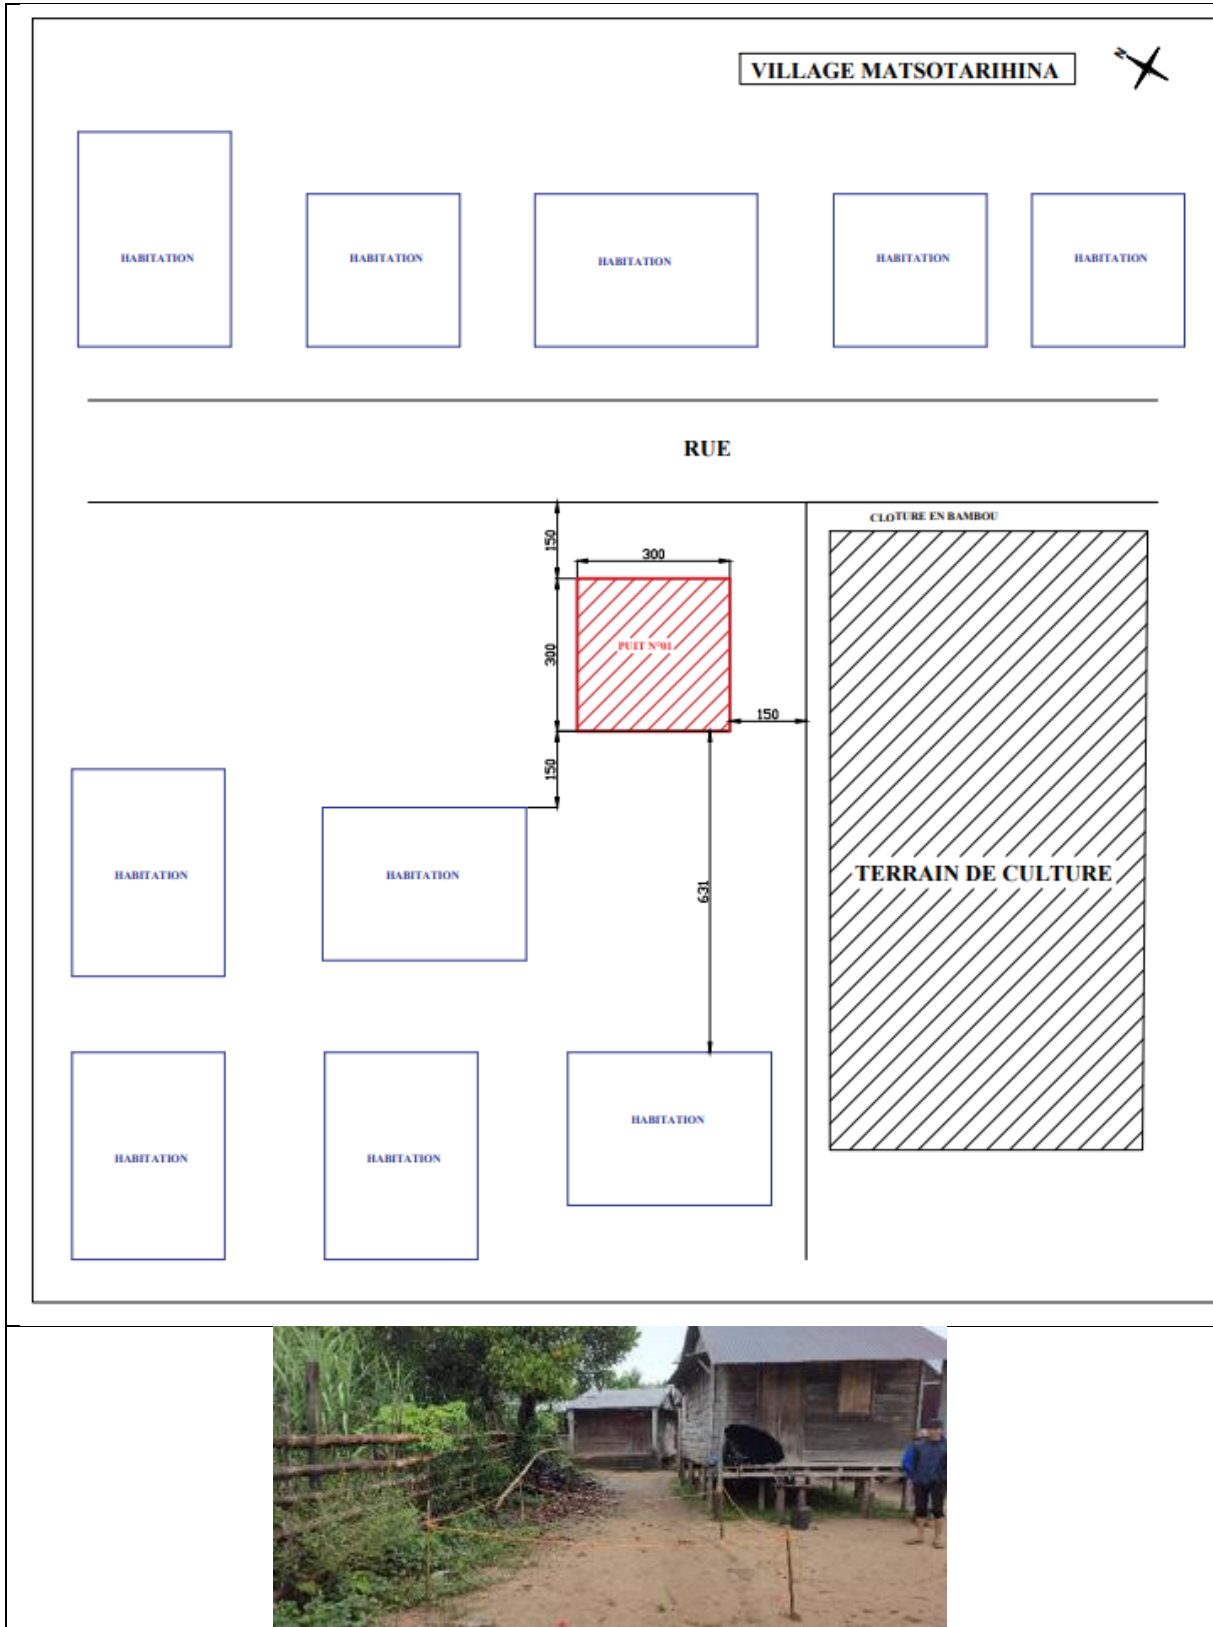 VILLAGE MATSOTARIHINA
N
HABITATION
HABITATION
HABITATION
HABITATION
HABITATION
RUE
CLOTURE EN BAMBOU
150
300
300
PUIT N°01
150
150
631
HABITATION
HABITATION
TERRAIN DE CULTURE
HABITATION
HABITATION
HABITATION